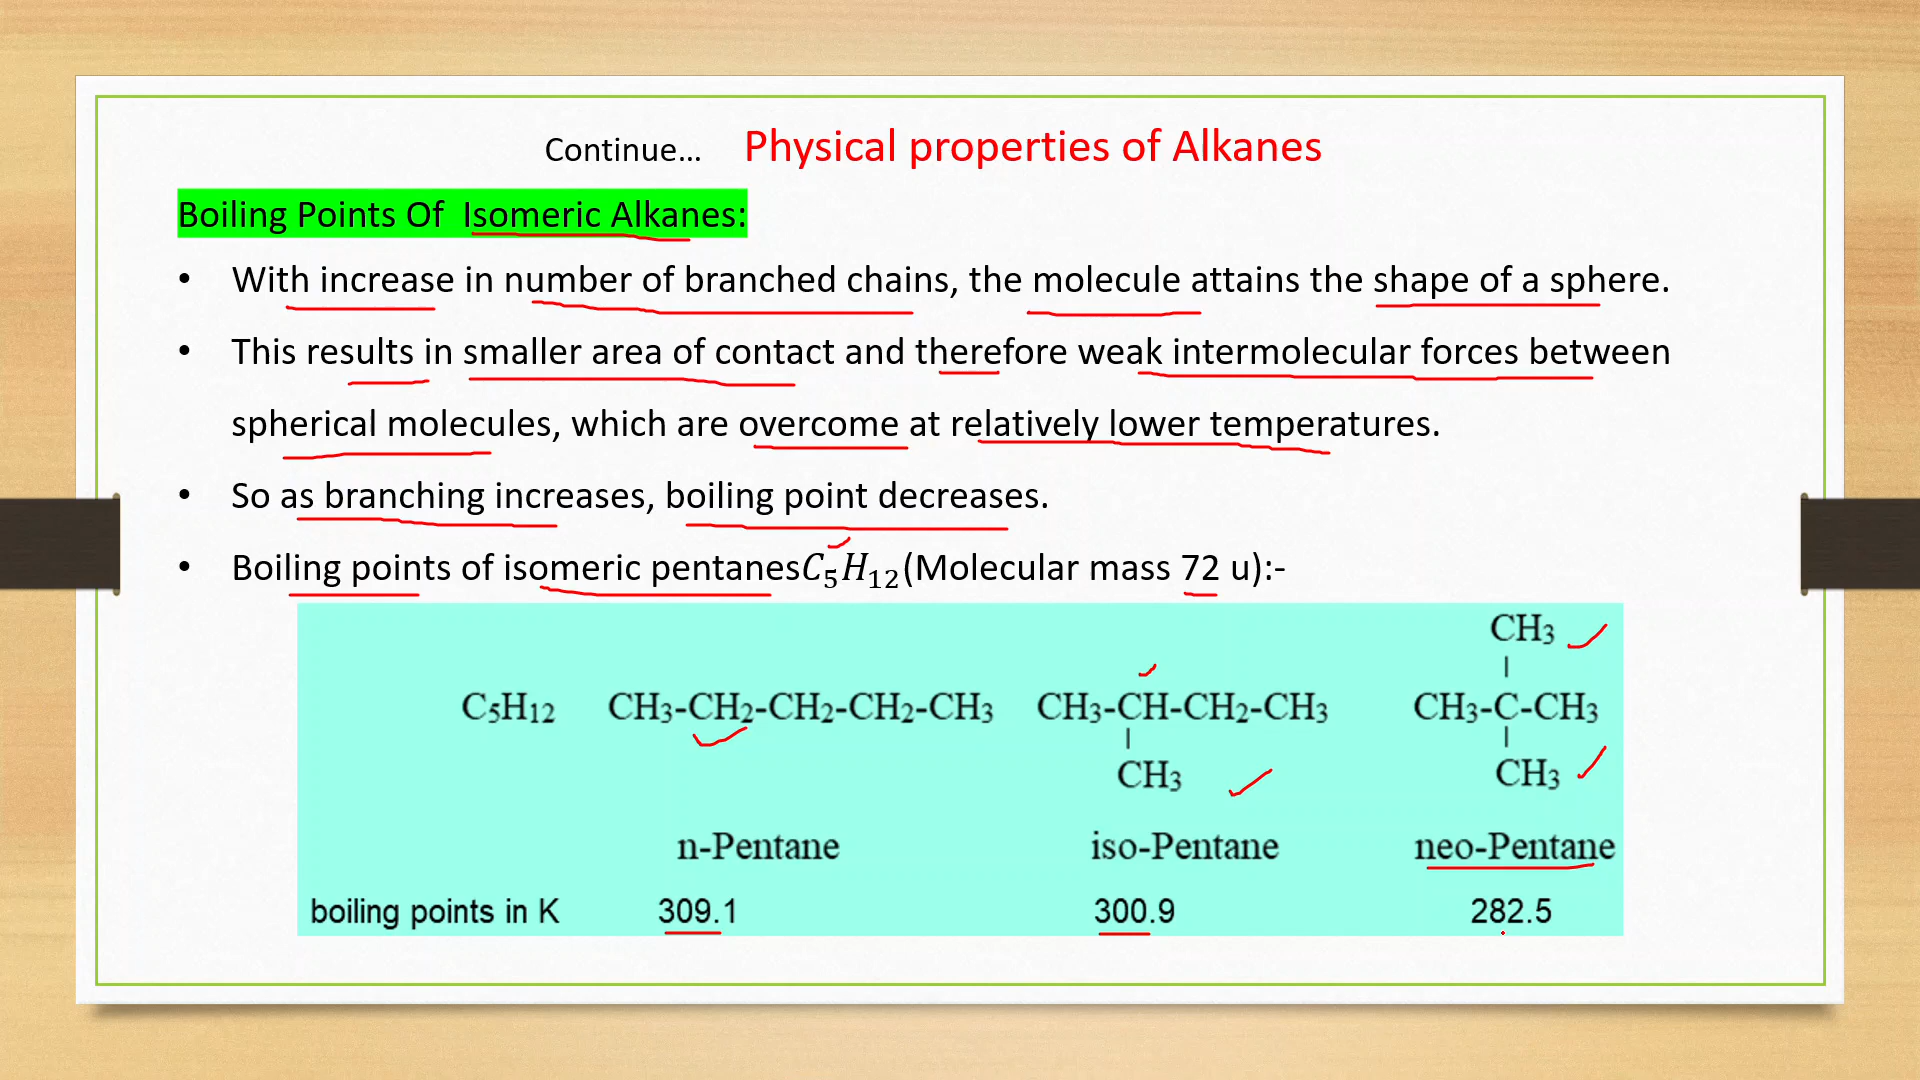 Continue... Physical properties of Alkanes
Boiling Points Of Isomeric Alkanes:
• With increase in number of branched chains, the molecule attains the shape of a sphere.
• This results in smaller area of contact and therefore weak intermolecular forces between
spherical molecules, which are overcome at relatively lower temperatures.
• So as branching increases, boiling point decreases.
• Boiling points of isomeric pentanesC₅H₁₂(Molecular mass 72 u):-
CH₃
|
C₅H₁₂ CH₃-CH₂-CH₂-CH₂-CH₃ CH₃-CH-CH₂-CH₃ CH₃-C-CH₃
| |
CH₃ CH₃
n-Pentane iso-Pentane neo-Pentane
boiling points in K 309.1 300.9 282.5